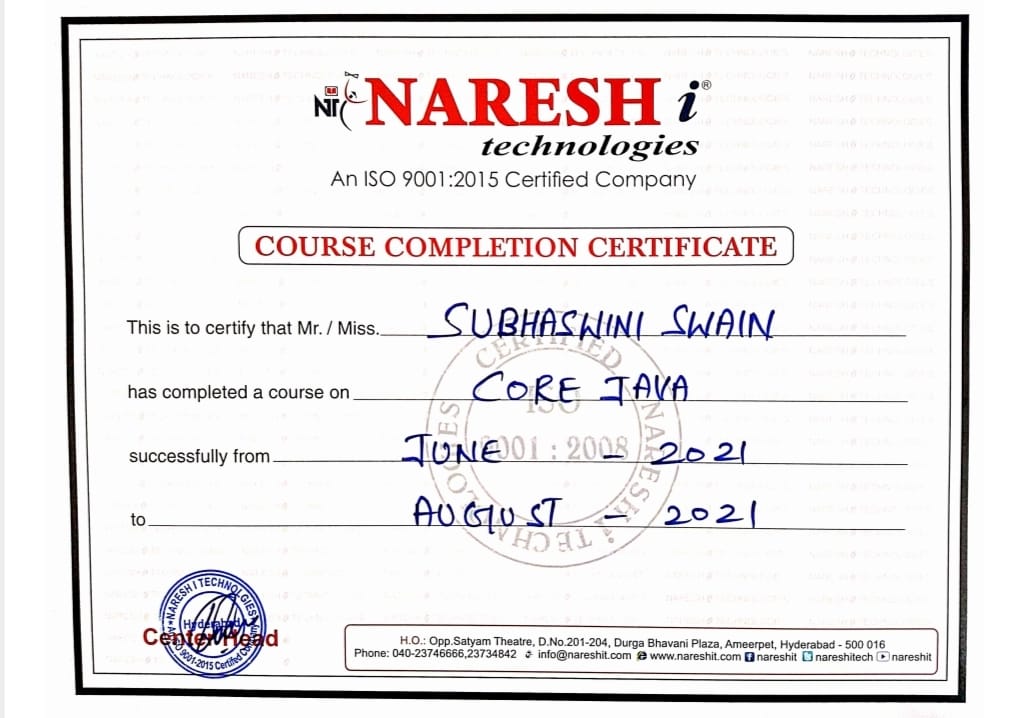 NT
NARESH i®
technologies
An ISO 9001:2015 Certified Company
COURSE COMPLETION CERTIFICATE
This is to certify that Mr. / Miss. SUBHASWINI SWAIN
has completed a course on CORE JAVA
successfully from JUNE - 2021
to AUGUST - 2021
CERTIFIED
ISO
9001 : 2008
NARESH i TECHNOLOGIES
NARESH I TECHNOLOGIES
Hyderabad
9001-2015 Certified
Center Head
H.O.: Opp.Satyam Theatre, D.No.201-204, Durga Bhavani Plaza, Ameerpet, Hyderabad - 500 016
Phone: 040-23746666,23734842 info@nareshit.com www.nareshit.com nareshit nareshitech nareshit